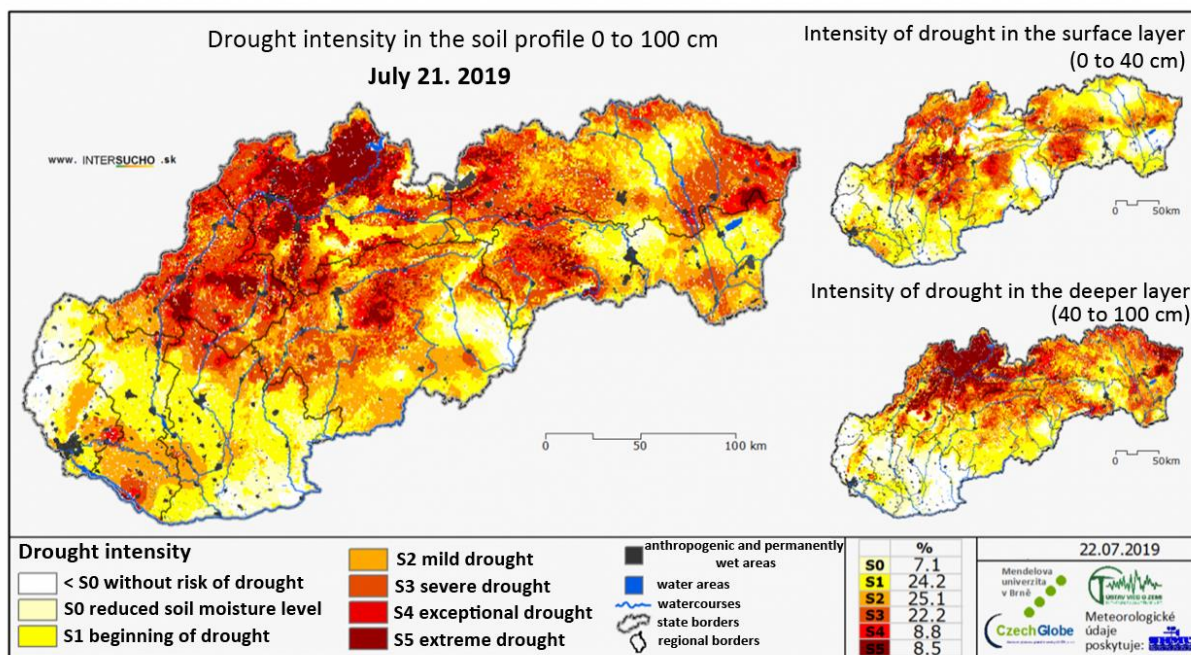 Drought intensity in the soil profile 0 to 100 cm
July 21. 2019
www. INTERSUCHO .sk
0 50 100 km
Intensity of drought in the surface layer
(0 to 40 cm)
0 50km
Intensity of drought in the deeper layer
(40 to 100 cm)
0 50km
Drought intensity
< S0 without risk of drought
S0 reduced soil moisture level
S1 beginning of drought
S2 mild drought
S3 severe drought
S4 exceptional drought
S5 extreme drought
anthropogenic and permanently
wet areas
water areas
watercourses
state borders
regional borders
%
S0 7.1
S1 24.2
S2 25.1
S3 22.2
S4 8.8
S5 8.5
22.07.2019
Mendelova
univerzita
v Brně
CzechGlobe
ÚSTAV VĚD O ZEMI
Meteorologické
údaje
poskytuje: